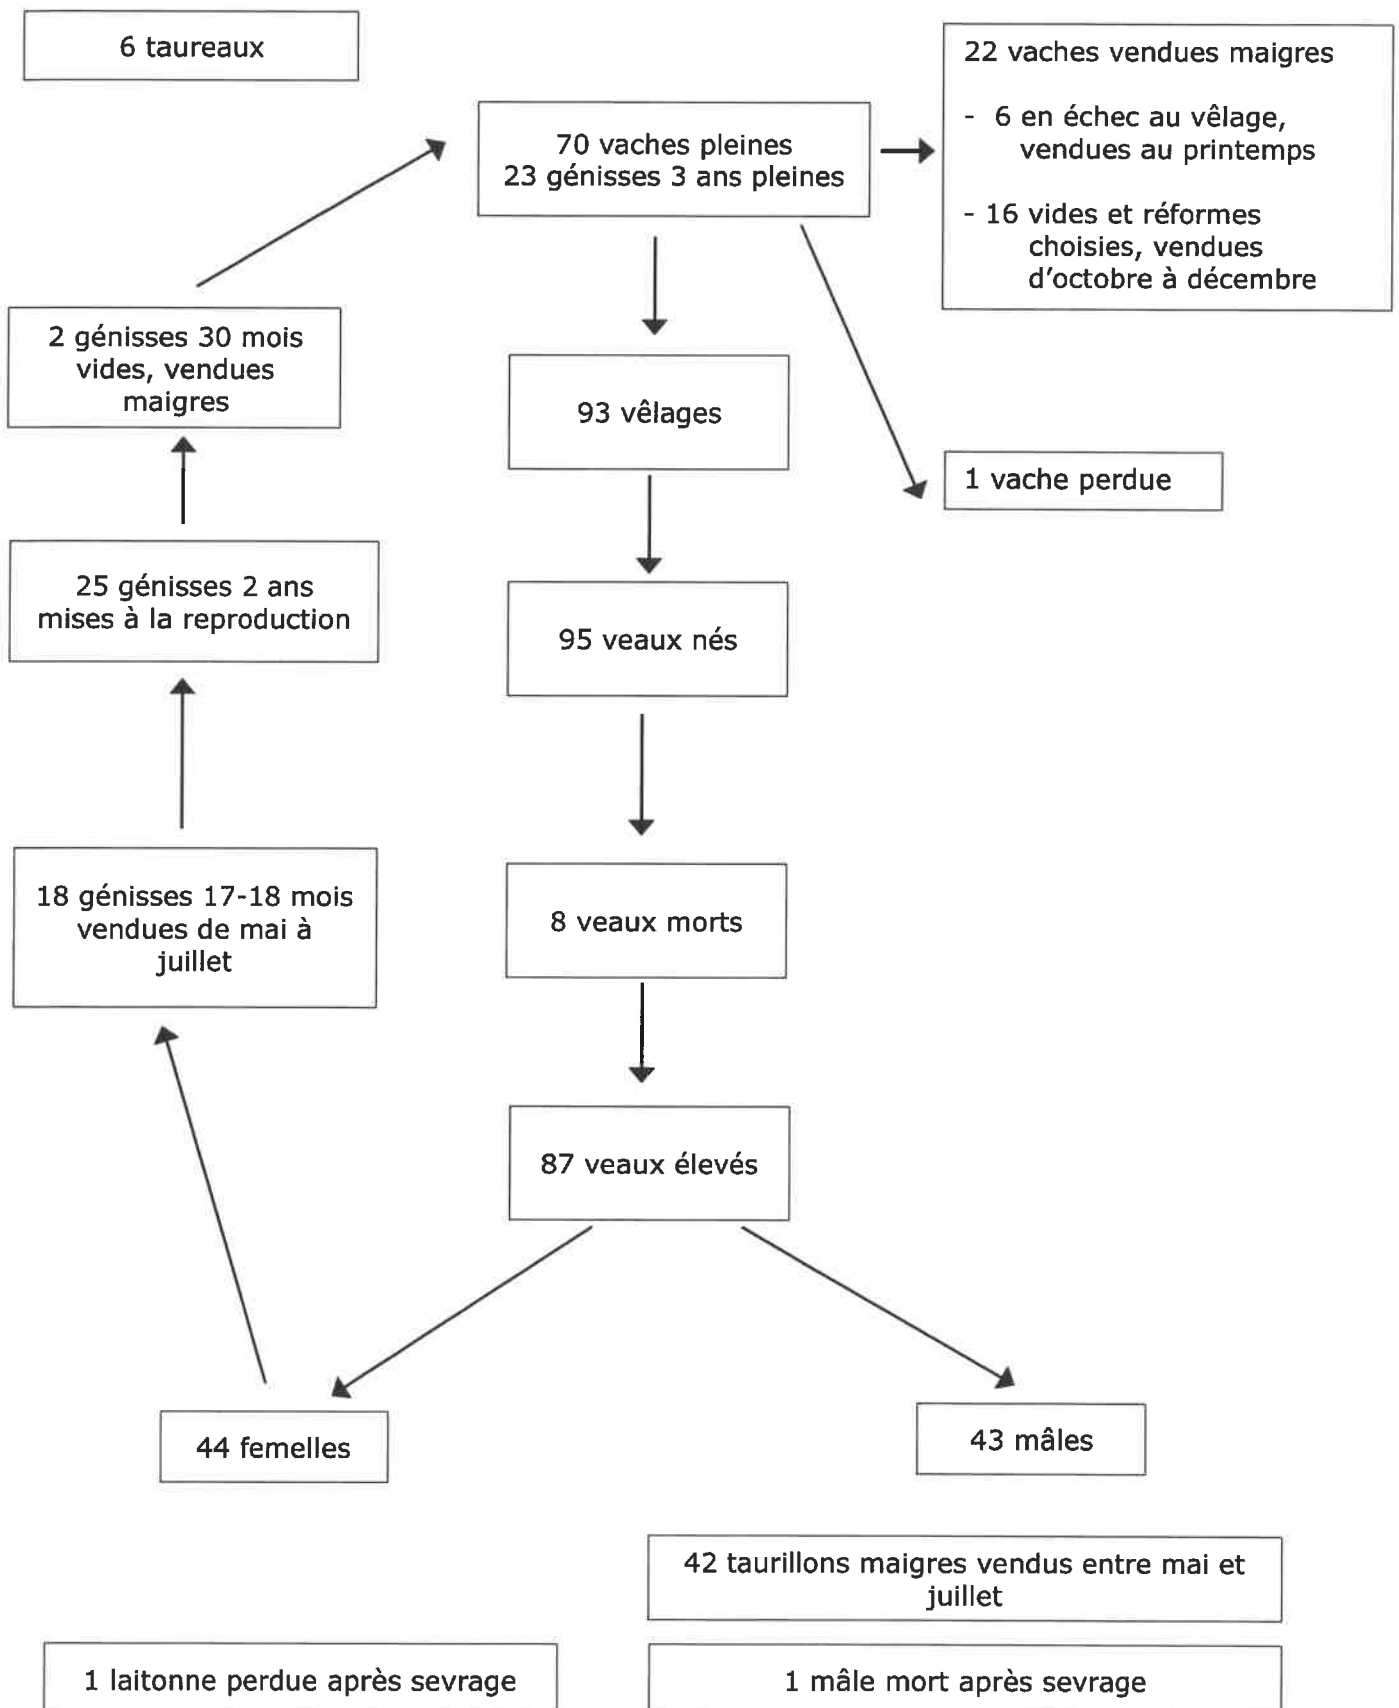 6 taureaux
22 vaches vendues maigres
- 6 en échec au vêlage,
vendues au printemps
- 16 vides et réformes
choisies, vendues
d'octobre à décembre
70 vaches pleines
23 génisses 3 ans pleines
2 génisses 30 mois
vides, vendues
maigres
93 vêlages
1 vache perdue
25 génisses 2 ans
mises à la reproduction
95 veaux nés
18 génisses 17-18 mois
vendues de mai à
juillet
8 veaux morts
87 veaux élevés
44 femelles
43 mâles
42 taurillons maigres vendus entre mai et
juillet
1 laitonne perdue après sevrage
1 mâle mort après sevrage